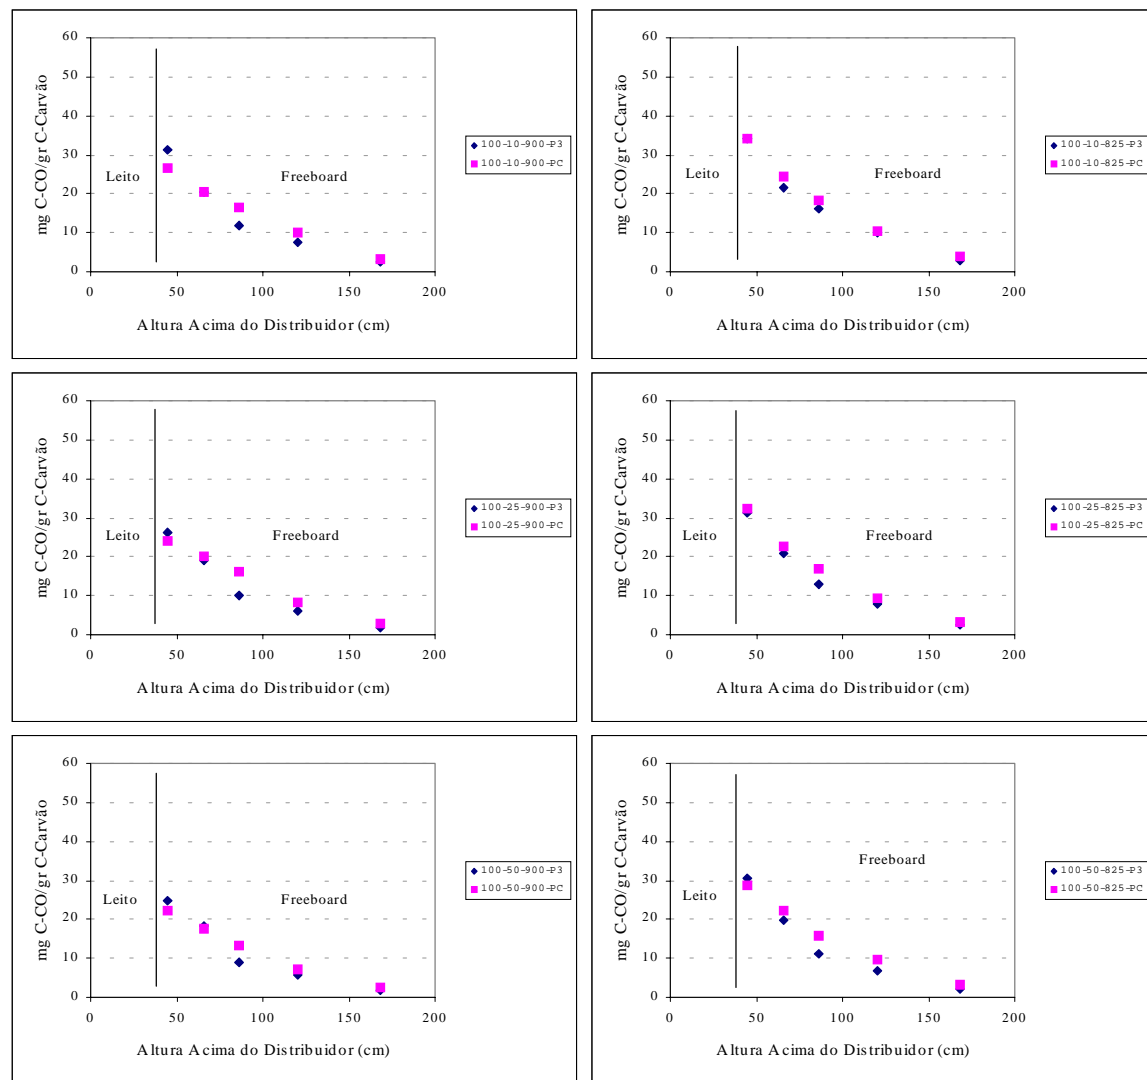 60
50
40
30
20
10
0
mg C-CO/gr C-Carvão
Leito
Freeboard
0 50 100 150 200
Altura Acima do Distribuidor (cm)
100-10-900-P3
100-10-900-PC
60
50
40
30
20
10
0
mg C-CO/gr C-Carvão
Leito
Freeboard
0 50 100 150 200
Altura Acima do Distribuidor (cm)
100-10-825-P3
100-10-825-PC
60
50
40
30
20
10
0
mg C-CO/gr C-Carvão
Leito
Freeboard
0 50 100 150 200
Altura Acima do Distribuidor (cm)
100-25-900-P3
100-25-900-PC
60
50
40
30
20
10
0
mg C-CO/gr C-Carvão
Leito
Freeboard
0 50 100 150 200
Altura Acima do Distribuidor (cm)
100-25-825-P3
100-25-825-PC
60
50
40
30
20
10
0
mg C-CO/gr C-Carvão
Leito
Freeboard
0 50 100 150 200
Altura Acima do Distribuidor (cm)
100-50-900-P3
100-50-900-PC
60
50
40
30
20
10
0
mg C-CO/gr C-Carvão
Leito
Freeboard
0 50 100 150 200
Altura Acima do Distribuidor (cm)
100-50-825-P3
100-50-825-PC